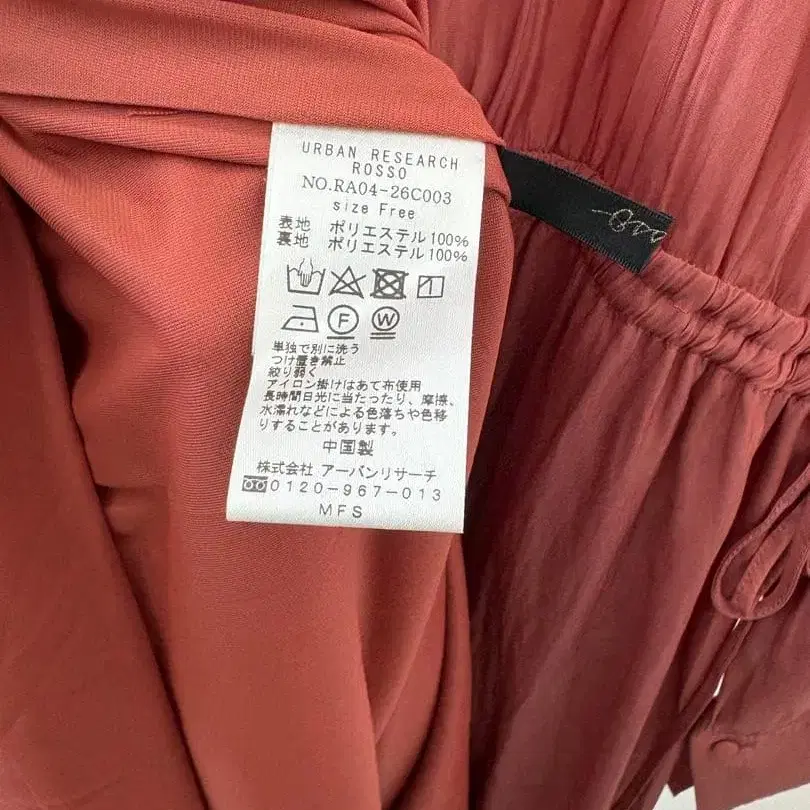 URBAN RESEARCH
ROSSO
NO.RA04-26C003
size Free
表地 ポリエステル100%
裏地 ポリエステル100%
F W
単独で別に洗う
つけ置き禁止
絞り弱く
アイロン掛けはあて布使用
長時間日光に当たったり、摩擦、
水濡れなどによる色落ちや色移
りすることがあります。
中国製
株式会社 アーバンリサーチ
0120-967-013
MFS